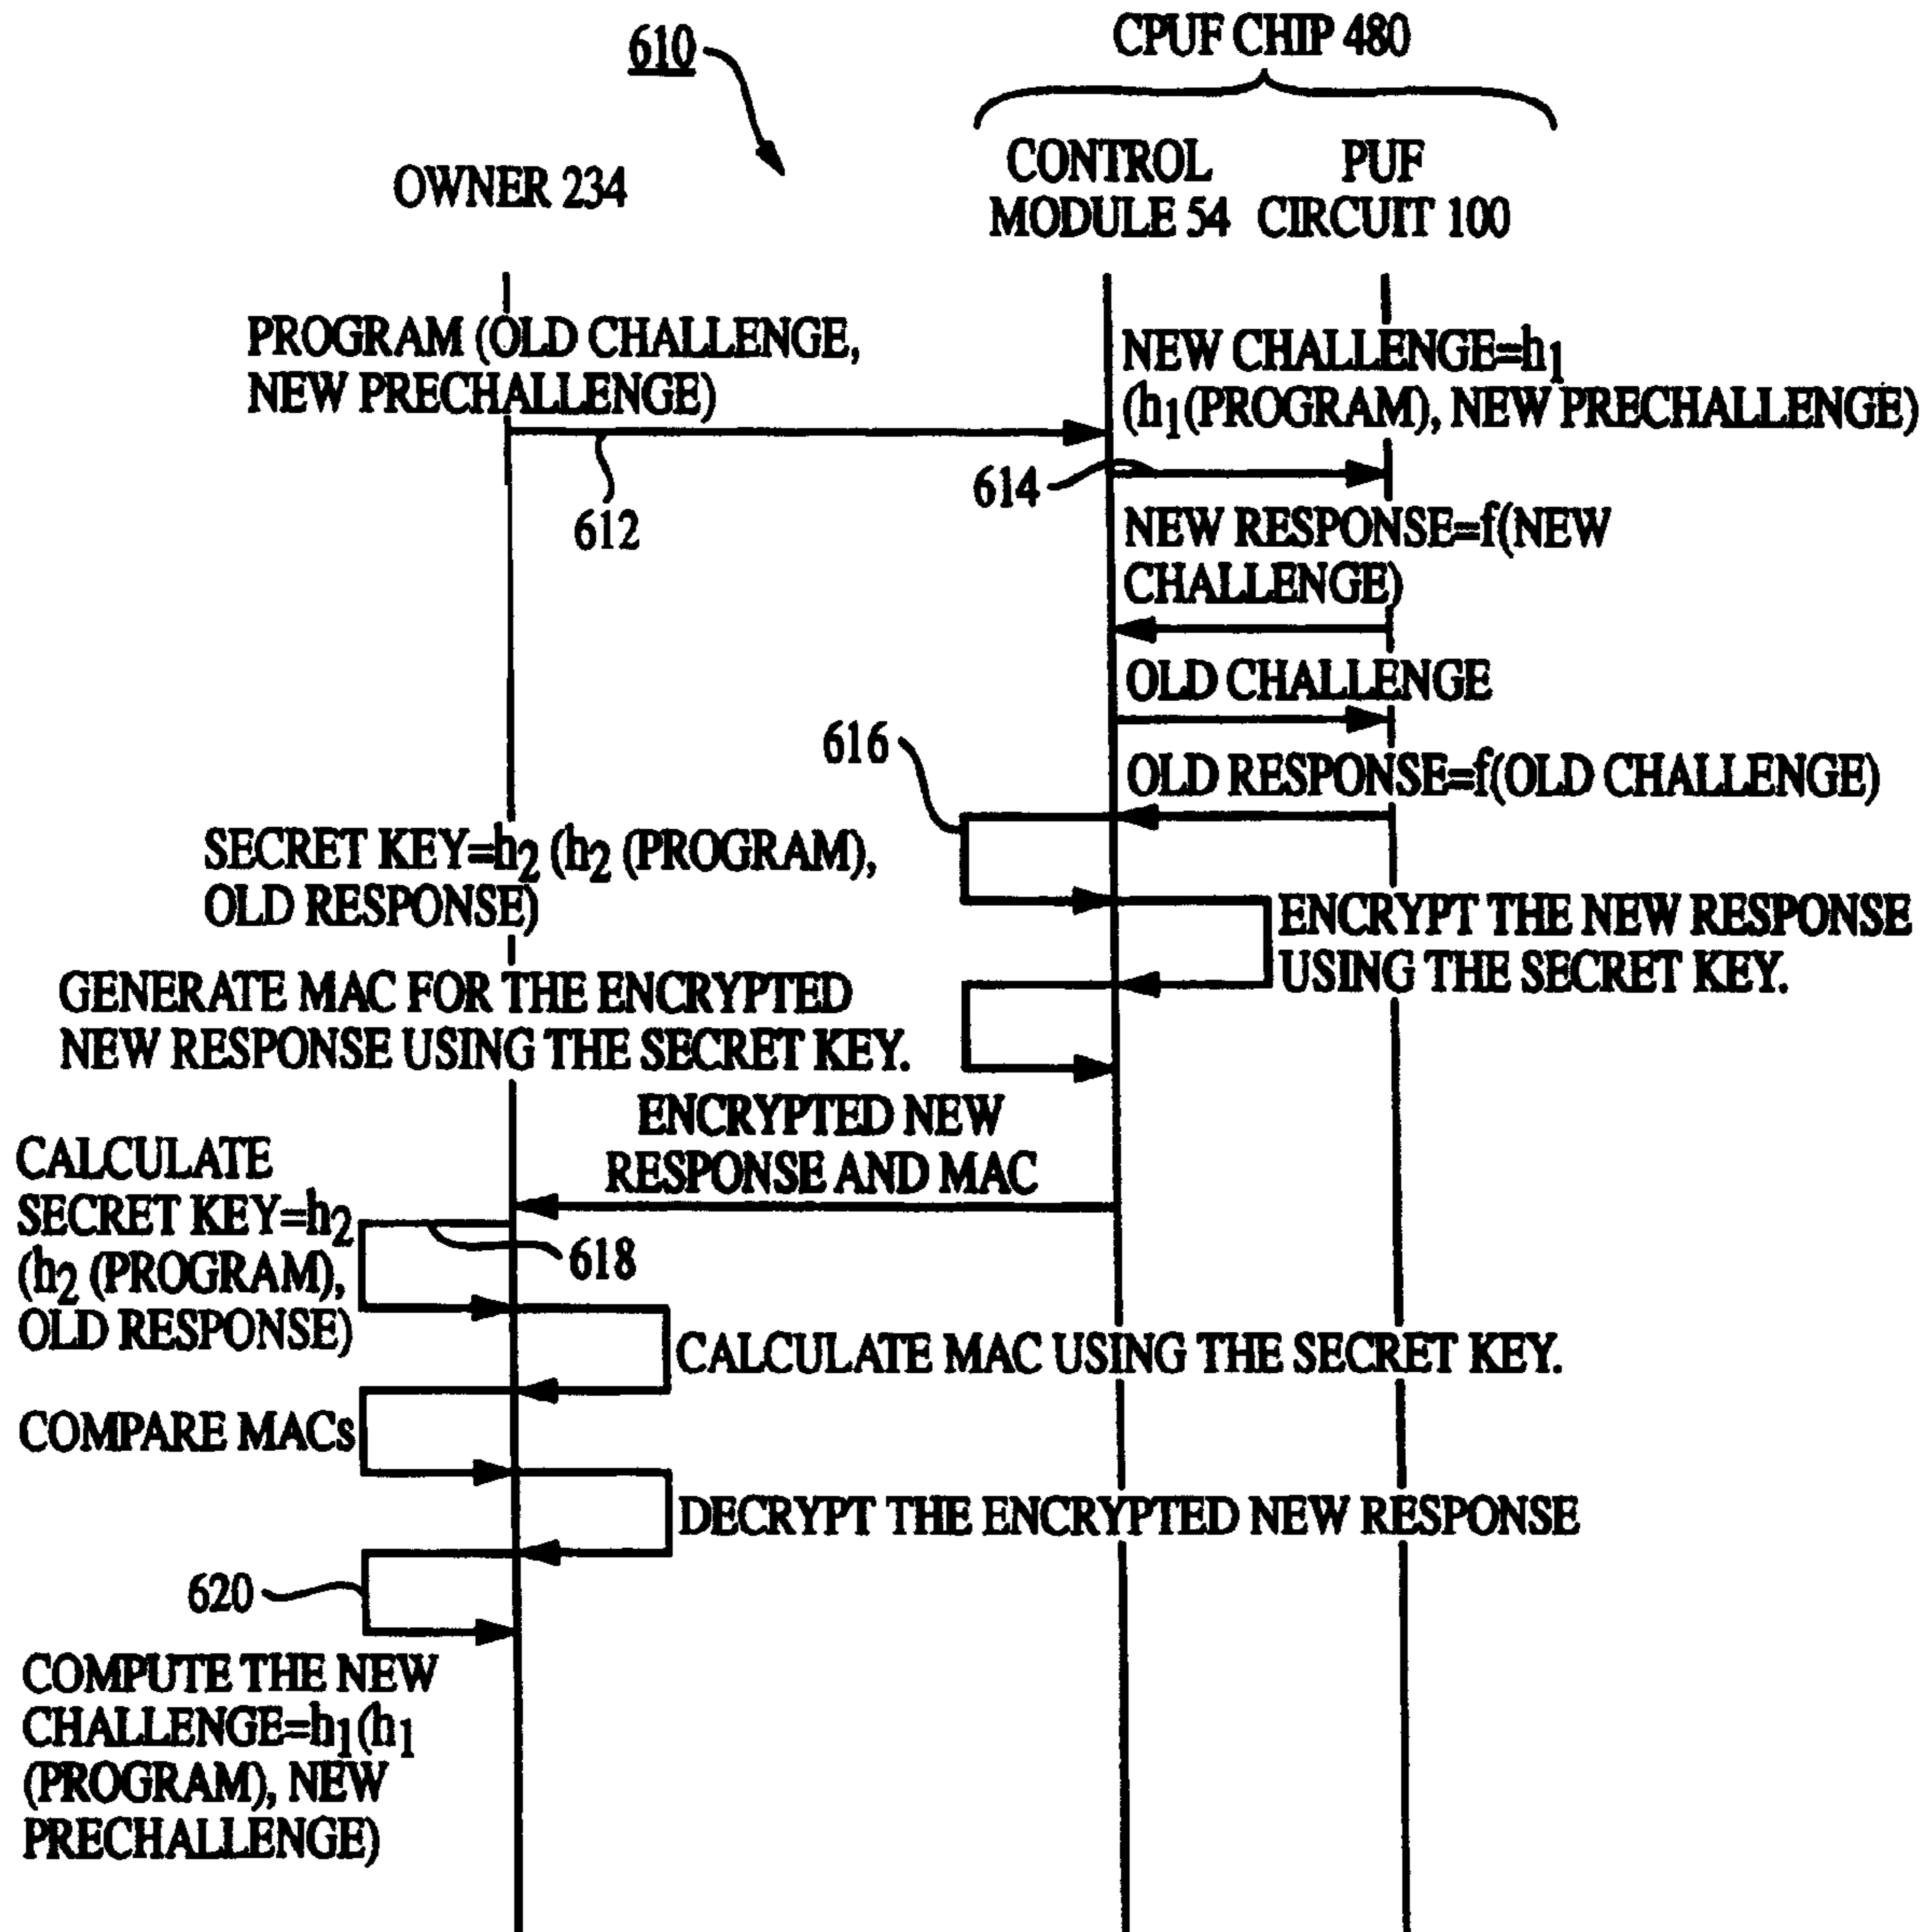 610
CPUF CHIP 480
OWNER 234
CONTROL
MODULE 54
PUF
CIRCUIT 100
PROGRAM (OLD CHALLENGE,
NEW PRECHALLENGE)
612
NEW CHALLENGE=h1
(h1(PROGRAM), NEW PRECHALLENGE)
614
NEW RESPONSE=f(NEW
CHALLENGE)
OLD CHALLENGE
616
OLD RESPONSE=f(OLD CHALLENGE)
SECRET KEY=h2 (h2 (PROGRAM),
OLD RESPONSE)
ENCRYPT THE NEW RESPONSE
USING THE SECRET KEY.
GENERATE MAC FOR THE ENCRYPTED
NEW RESPONSE USING THE SECRET KEY.
ENCRYPTED NEW
RESPONSE AND MAC
CALCULATE
SECRET KEY=h2
(h2 (PROGRAM),
OLD RESPONSE)
618
CALCULATE MAC USING THE SECRET KEY.
COMPARE MACs
DECRYPT THE ENCRYPTED NEW RESPONSE
620
COMPUTE THE NEW
CHALLENGE=h1(h1
(PROGRAM), NEW
PRECHALLENGE)